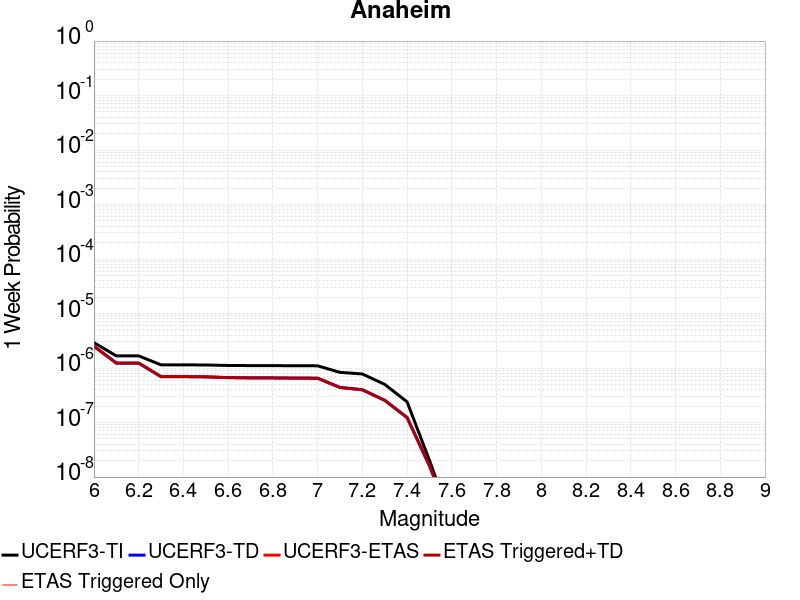 Anaheim
10^0
10^-1
10^-2
10^-3
10^-4
10^-5
10^-6
10^-7
10^-8
1 Week Probability
6 6.2 6.4 6.6 6.8 7 7.2 7.4 7.6 7.8 8 8.2 8.4 8.6 8.8 9
Magnitude
UCERF3-TI UCERF3-TD UCERF3-ETAS ETAS Triggered+TD
ETAS Triggered Only